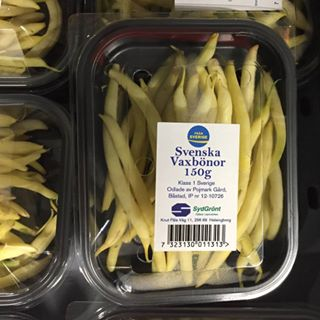 FRÅN
SVERIGE
Svenska
Vaxbönor
150g
Klass 1 Sverige
Odlade av Pojmark Gård,
Båstad, IP nr 12-10726
SydGrönt
Knut Påls Väg 11, 256 69 Helsingborg
7 323130 011313